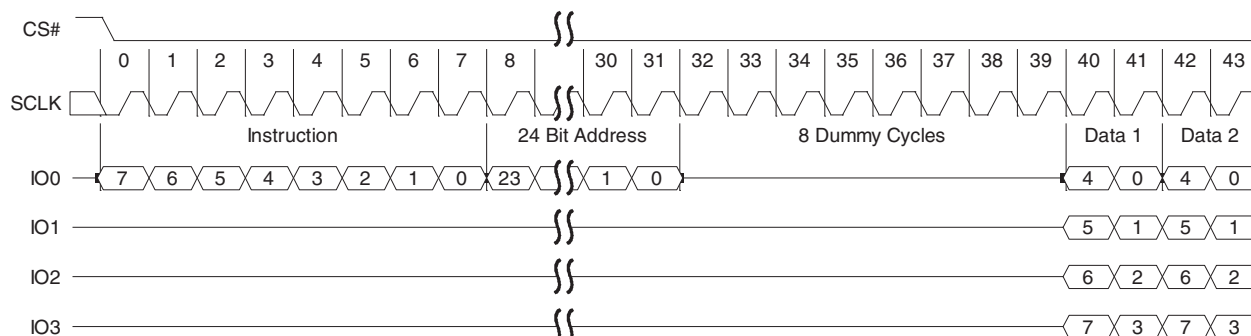 CS#
0 1 2 3 4 5 6 7 8 30 31 32 33 34 35 36 37 38 39 40 41 42 43
SCLK
Instruction 24 Bit Address 8 Dummy Cycles Data 1 Data 2
IO0 7 6 5 4 3 2 1 0 23 1 0 4 0 4 0
IO1 5 1 5 1
IO2 6 2 6 2
IO3 7 3 7 3